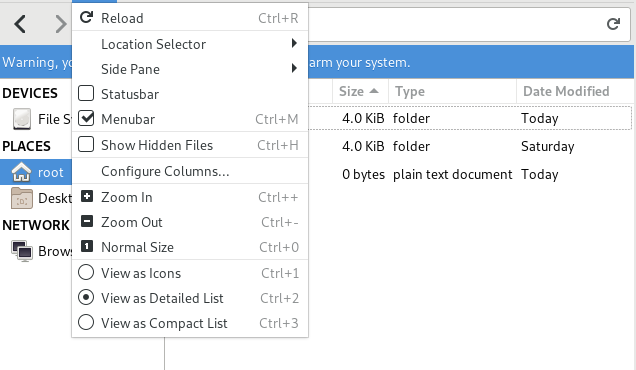 Reload Ctrl+R
Location Selector
Side Pane
Statusbar
Menubar Ctrl+M
Show Hidden Files Ctrl+H
Configure Columns...
Zoom In Ctrl++
Zoom Out Ctrl+-
Normal Size Ctrl+0
View as Icons Ctrl+1
View as Detailed List Ctrl+2
View as Compact List Ctrl+3
Warning, yo
arm your system.
DEVICES
File Sy
PLACES
root
Deskt
NETWORK
Brows
Size Type Date Modified
4.0 KiB folder Today
4.0 KiB folder Saturday
0 bytes plain text document Today